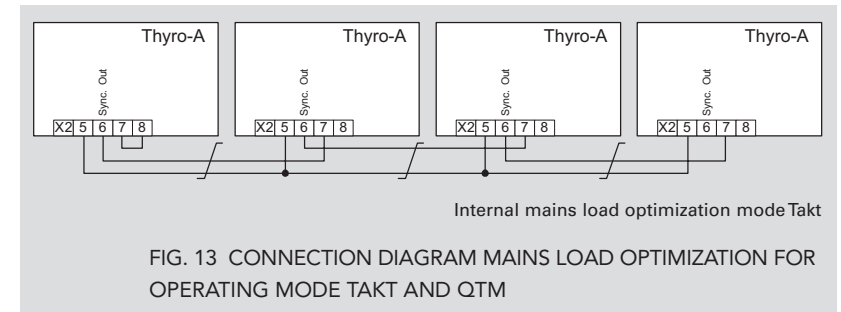 Thyro-A Thyro-A Thyro-A Thyro-A
Sync. Out Sync. Out Sync. Out Sync. Out
X2 5 6 7 8 X2 5 6 7 8 X2 5 6 7 8 X2 5 6 7 8
Internal mains load optimization mode Takt
FIG. 13 CONNECTION DIAGRAM MAINS LOAD OPTIMIZATION FOR
OPERATING MODE TAKT AND QTM